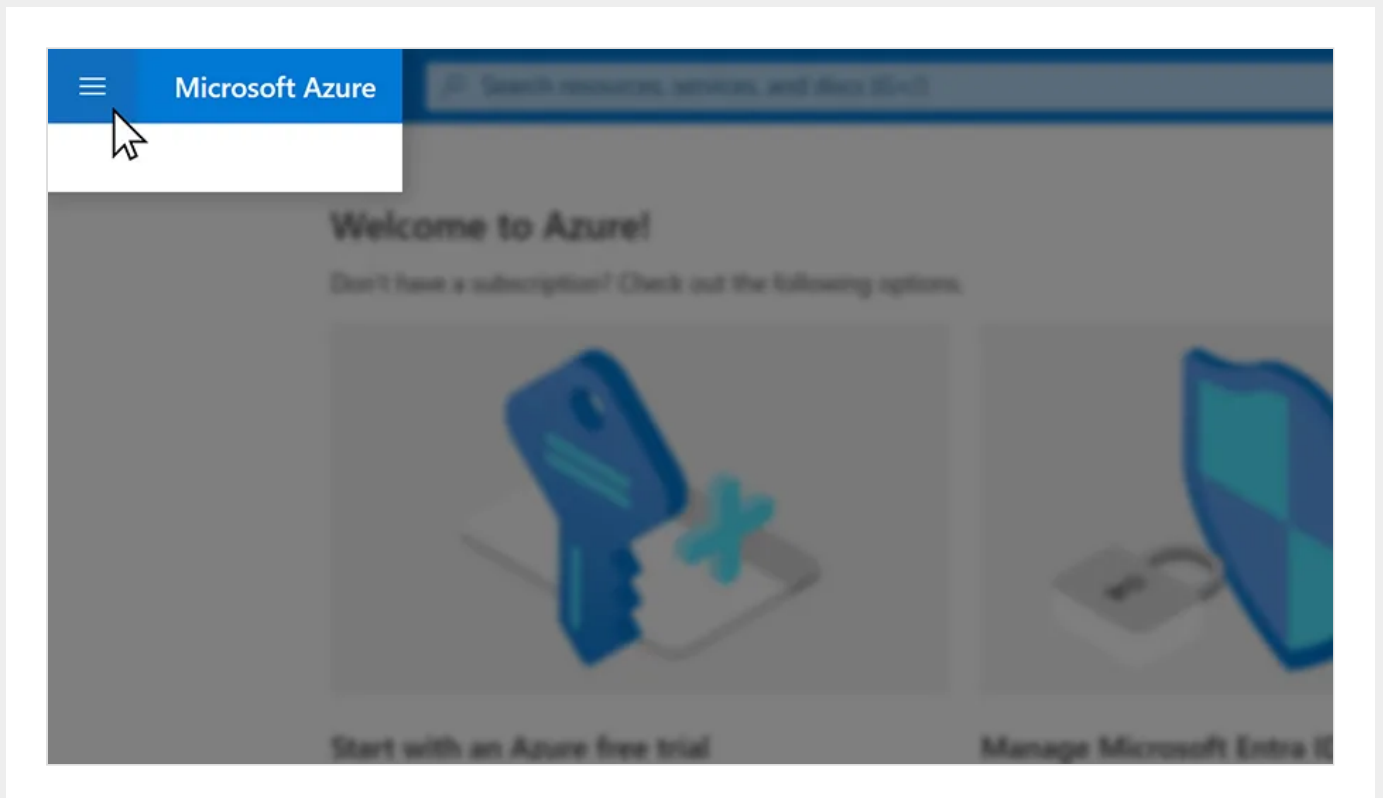 Microsoft Azure
Search resources, services, and docs (G+/)
Welcome to Azure!
Don't have a subscription? Check out the following options.
Start with an Azure free trial
Manage Microsoft Entra ID